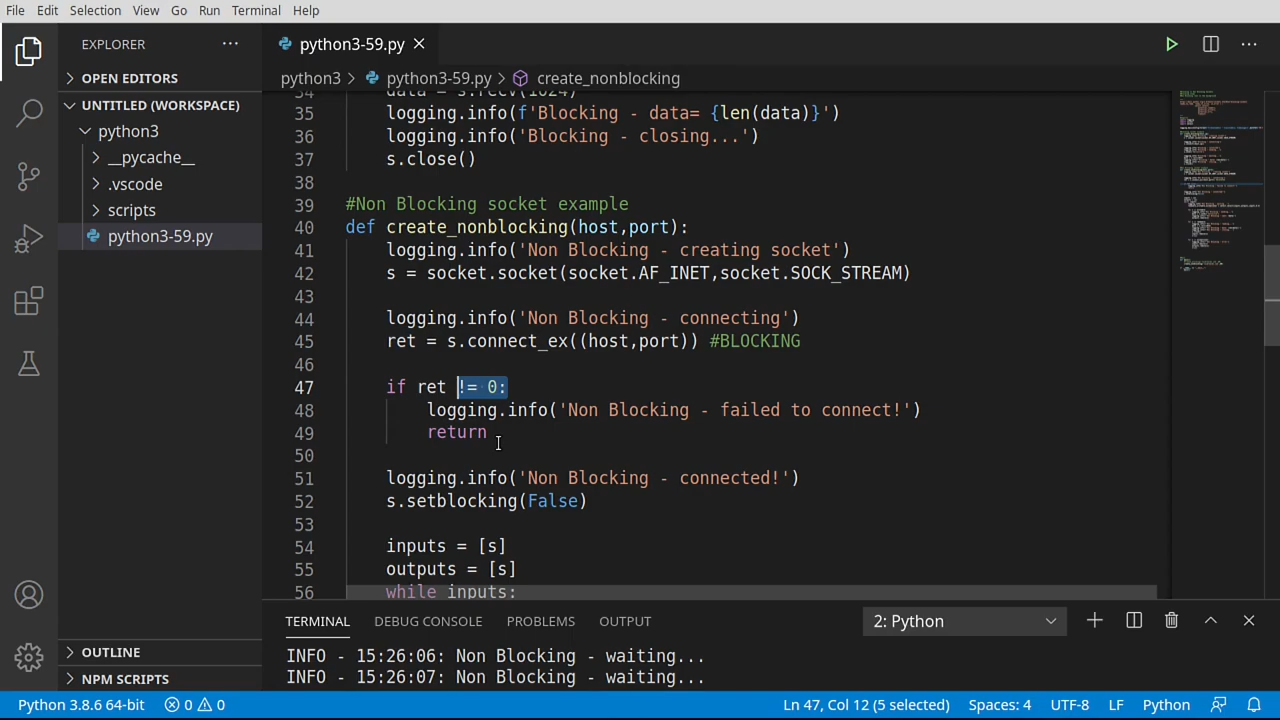 File Edit Selection View Go Run Terminal Help
EXPLORER
OPEN EDITORS
UNTITLED (WORKSPACE)
python3
__pycache__
.vscode
scripts
python3-59.py
OUTLINE
NPM SCRIPTS
python3-59.py
python3 > python3-59.py > create_nonblocking
34 data = s.recv(1024)
35 logging.info(f'Blocking - data= {len(data)}')
36 logging.info('Blocking - closing...')
37 s.close()
38
39 #Non Blocking socket example
40 def create_nonblocking(host,port):
41 logging.info('Non Blocking - creating socket')
42 s = socket.socket(socket.AF_INET,socket.SOCK_STREAM)
43
44 logging.info('Non Blocking - connecting')
45 ret = s.connect_ex((host,port)) #BLOCKING
46
47 if ret != 0:
48 logging.info('Non Blocking - failed to connect!')
49 return
50
51 logging.info('Non Blocking - connected!')
52 s.setblocking(False)
53
54 inputs = [s]
55 outputs = [s]
56 while inputs:
TERMINAL DEBUG CONSOLE PROBLEMS OUTPUT 2: Python
INFO - 15:26:06: Non Blocking - waiting...
INFO - 15:26:07: Non Blocking - waiting...
Python 3.8.6 64-bit 0 0 Ln 47, Col 12 (5 selected) Spaces: 4 UTF-8 LF Python